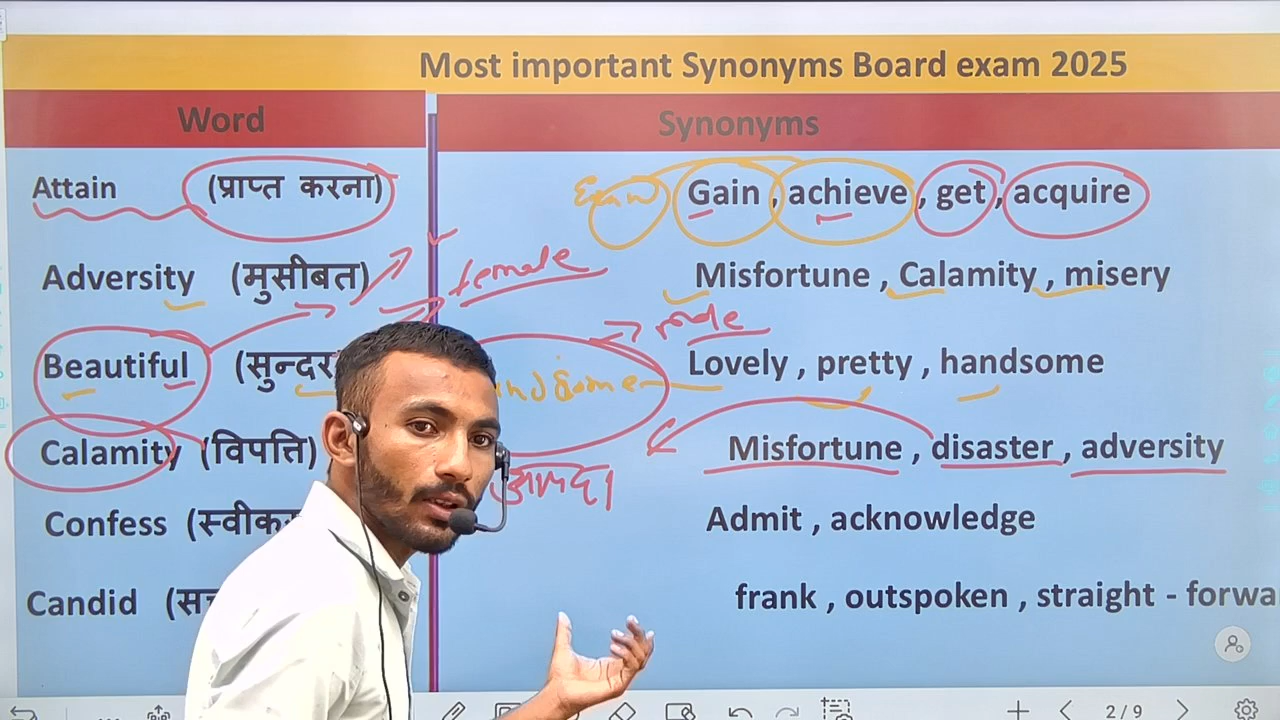 Most important Synonyms Board exam 2025
Word Synonyms
Attain (प्राप्त करना) Gain , achieve , get , acquire
Adversity (मुसीबत) female Misfortune , Calamity , misery
male
Beautiful (सुन्दर Lovely , pretty , handsome
Calamity (विपत्ति) Misfortune , disaster , adversity
आपदा
Confess (स्वीक Admit , acknowledge
Candid frank , outspoken , straight - forwa
2/9